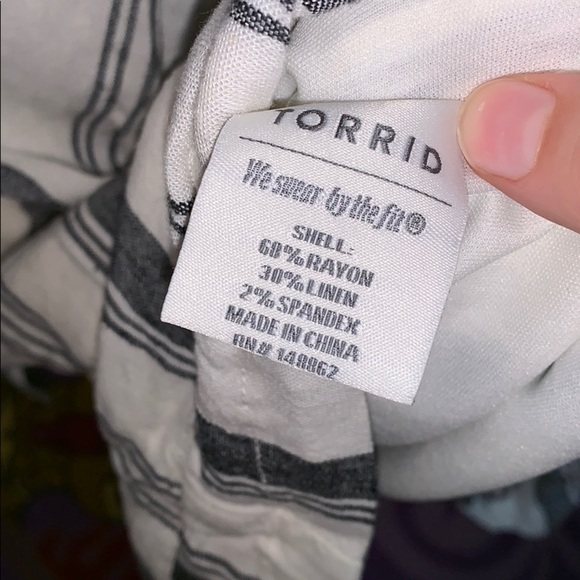 TORRID
We swear by the fit®
SHELL:
68% RAYON
30% LINEN
2% SPANDEX
MADE IN CHINA
RN# 148862